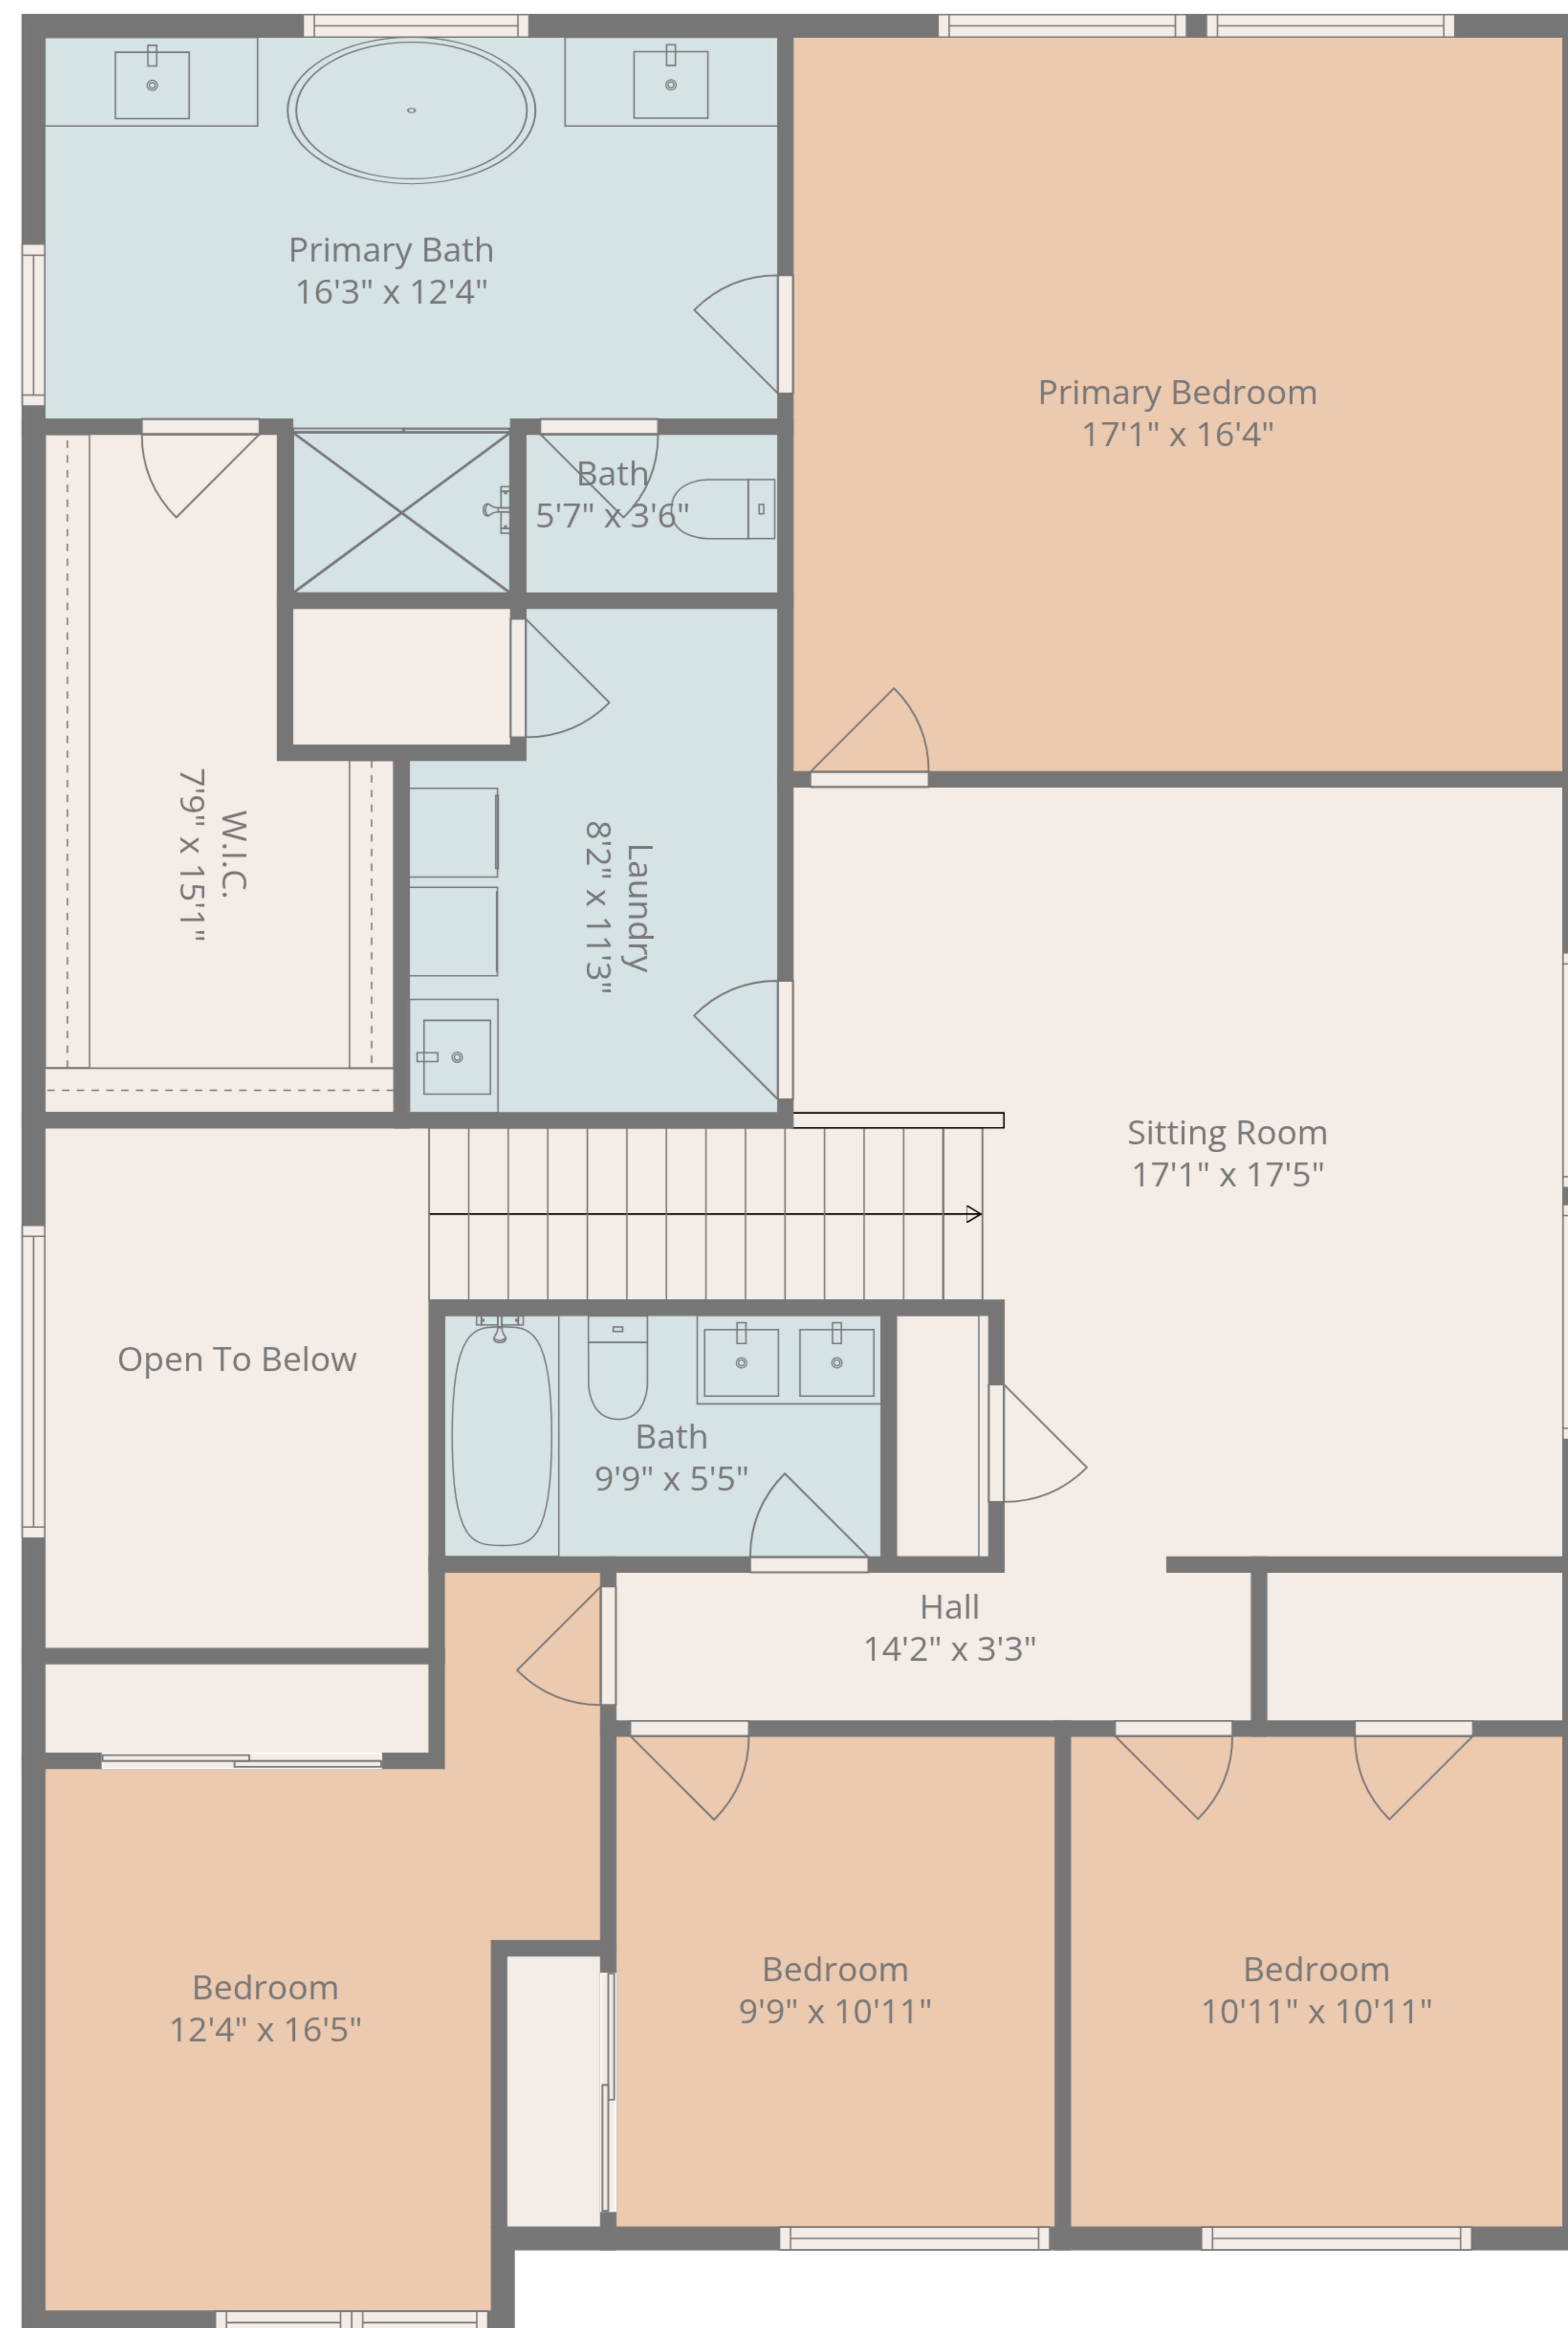 Primary Bath
16'3" x 12'4"
Primary Bedroom
17'1" x 16'4"
Bath
5'7" x 3'6"
W.I.C.
7'9" x 15'1"
Laundry
8'2" x 11'3"
Sitting Room
17'1" x 17'5"
Open To Below
Bath
9'9" x 5'5"
Hall
14'2" x 3'3"
Bedroom
12'4" x 16'5"
Bedroom
9'9" x 10'11"
Bedroom
10'11" x 10'11"